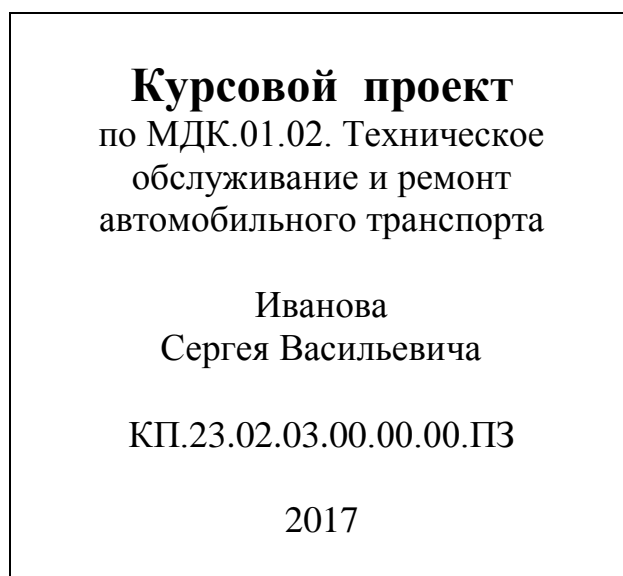 Курсовой проект
по МДК.01.02. Техническое
обслуживание и ремонт
автомобильного транспорта
Иванова
Сергея Васильевича
КП.23.02.03.00.00.00.ПЗ
2017